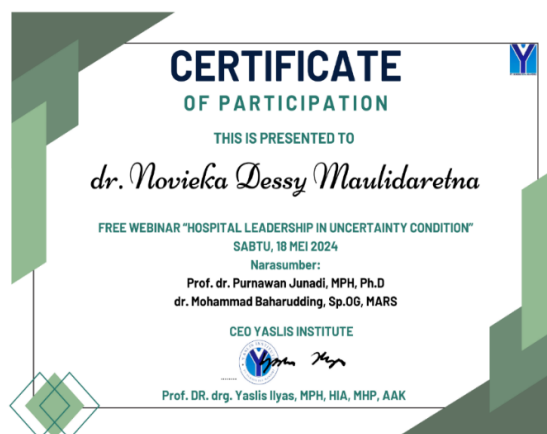 CERTIFICATE
OF PARTICIPATION
THIS IS PRESENTED TO
dr. Novieka Dessy Maulidaretna
FREE WEBINAR “HOSPITAL LEADERSHIP IN UNCERTAINTY CONDITION”
SABTU, 18 MEI 2024
Narasumber:
Prof. dr. Purnawan Junadi, MPH, Ph.D
dr. Mohammad Baharudding, Sp.OG, MARS
CEO YASLIS INSTITUTE
Prof. DR. drg. Yaslis Ilyas, MPH, HIA, MHP, AAK